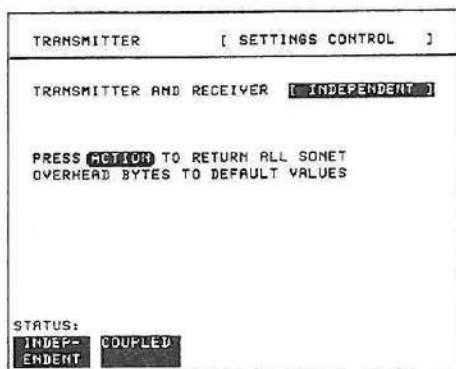 TRANSMITTER [ SETTINGS CONTROL ]
TRANSMITTER AND RECEIVER [ INDEPENDENT ]
PRESS ACTION TO RETURN ALL SONET
OVERHEAD BYTES TO DEFAULT VALUES
STATUS:
INDEP-
ENDENT
COUPLED